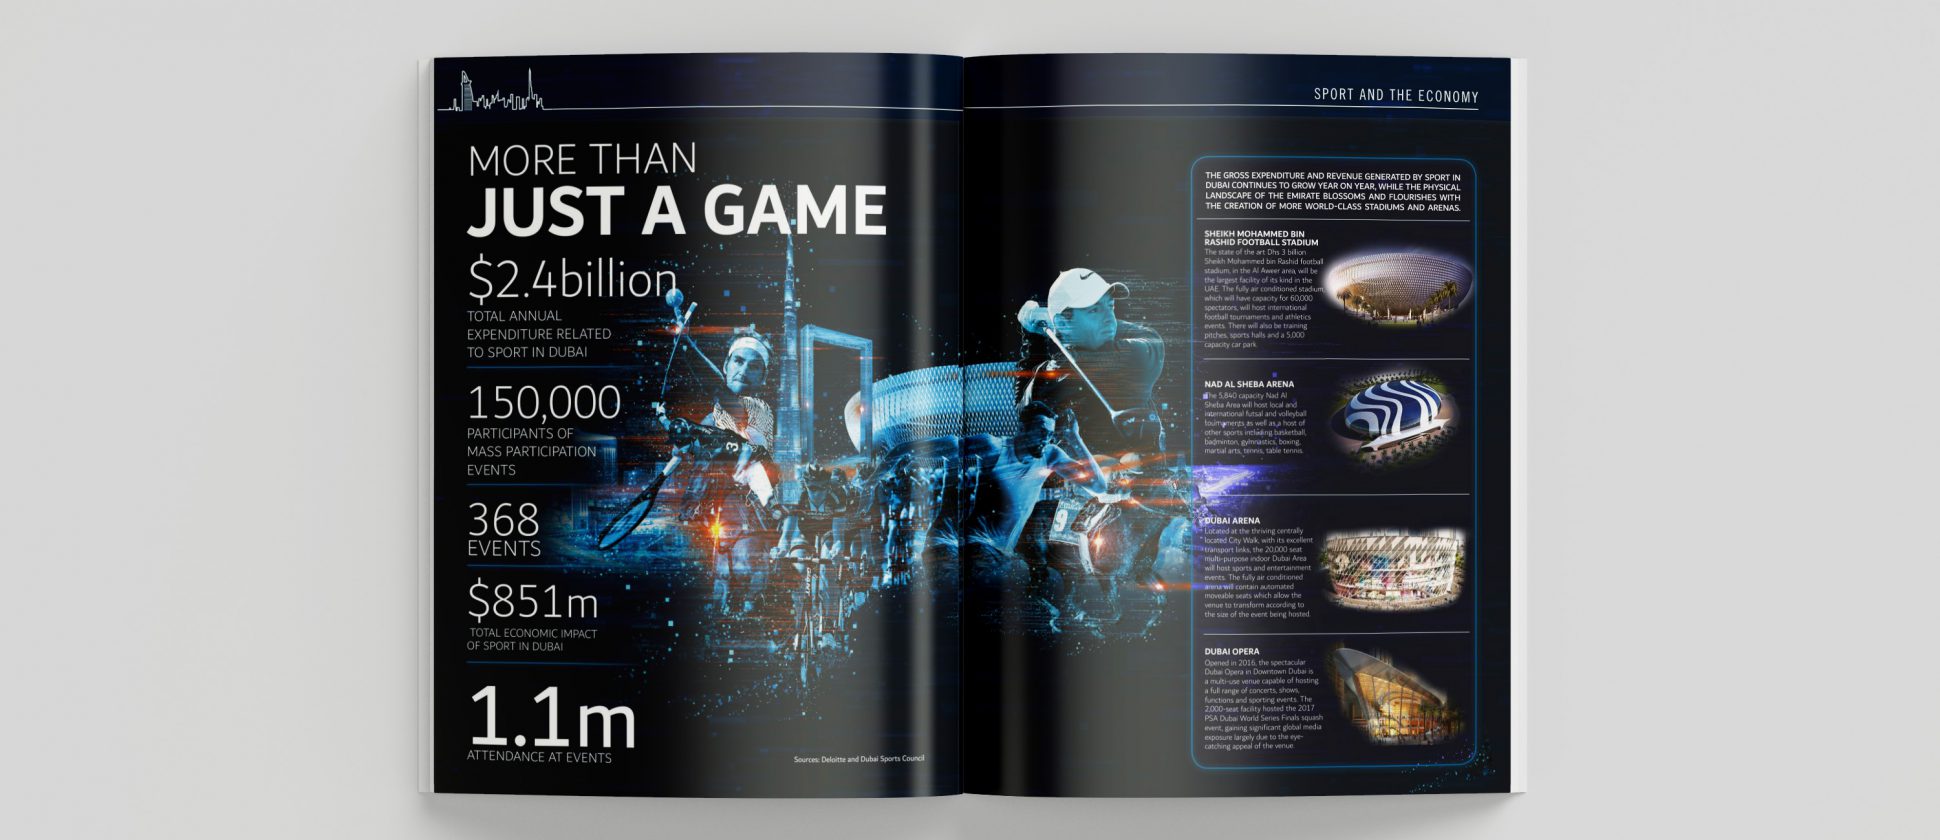 MORE THAN
JUST A GAME
$2.4billion
TOTAL ANNUAL
EXPENDITURE RELATED
TO SPORT IN DUBAI
150,000
PARTICIPANTS OF
MASS PARTICIPATION
EVENTS
368
EVENTS
$851m
TOTAL ECONOMIC IMPACT
OF SPORT IN DUBAI
1.1m
ATTENDANCE AT EVENTS
Sources: Deloitte and Dubai Sports Council
3
9
SPORT AND THE ECONOMY
THE GROSS EXPENDITURE AND REVENUE GENERATED BY SPORT IN
DUBAI CONTINUES TO GROW YEAR ON YEAR, WHILE THE PHYSICAL
LANDSCAPE OF THE EMIRATE BLOSSOMS AND FLOURISHES WITH
THE CREATION OF MORE WORLD-CLASS STADIUMS AND ARENAS.
SHEIKH MOHAMMED BIN
RASHID FOOTBALL STADIUM
The state of the art Dhs 3 billion
Sheikh Mohammed bin Rashid football
stadium, in the Al Aweer area, will be
the largest facility of its kind in the
UAE. The fully air conditioned stadium,
which will have capacity for 60,000
spectators, will host international
football tournaments and athletics
events. There will also be training
pitches, sports halls and a 5,000
capacity car park.
NAD AL SHEBA ARENA
The 5,840 capacity Nad Al
Sheba Area will host local and
international futsal and volleyball
tournaments as well as a host of
other sports including basketball,
badminton, gymnastics, boxing,
martial arts, tennis, table tennis.
DUBAI ARENA
Located at the thriving centrally
located City Walk, with its excellent
transport links, the 20,000 seat
multi-purpose indoor Dubai Area
will host sports and entertainment
events. The fully air conditioned
arena will contain automated
moveable seats which allow the
venue to transform according to
the size of the event being hosted.
DUBAI OPERA
Opened in 2016, the spectacular
Dubai Opera in Downtown Dubai is
a multi-use venue capable of hosting
a full range of concerts, shows,
functions and sporting events. The
2,000-seat facility hosted the 2017
PSA Dubai World Series Finals squash
event, gaining significant global media
exposure largely due to the eye-
catching appeal of the venue.